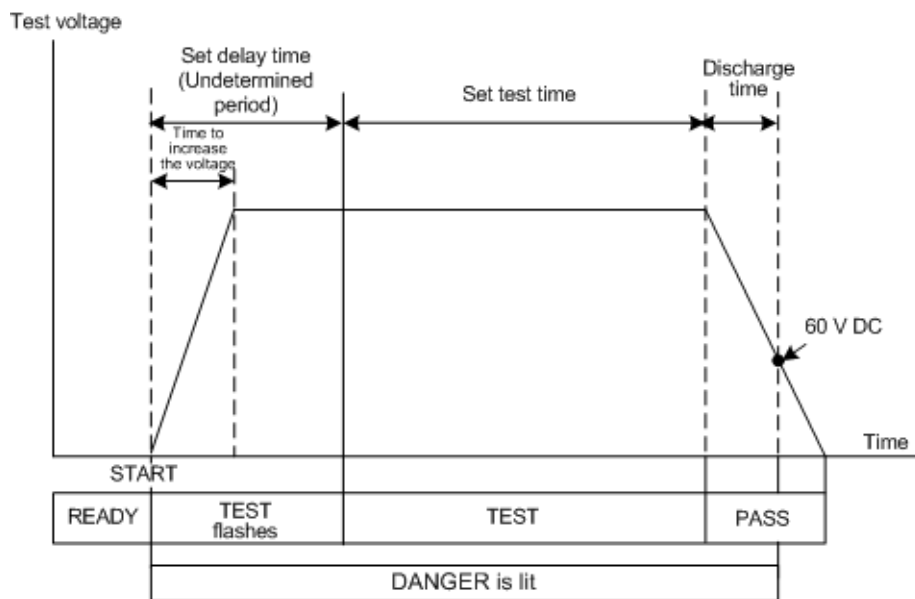 Test voltage
Set delay time
(Undetermined
period)
Discharge
time
Set test time
Time to
increase
the voltage
60 V DC
Time
START
READY
TEST
flashes
TEST
PASS
DANGER is lit